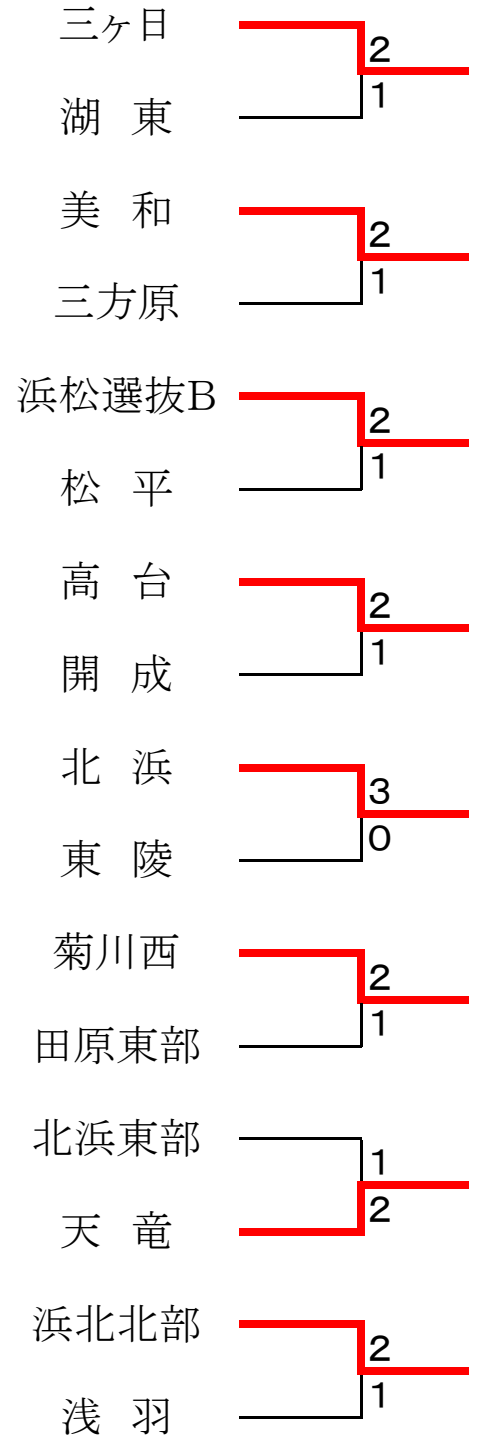 三ヶ日
2
1
湖 東
美 和
2
1
三方原
浜松選抜B
2
1
松 平
高 台
2
1
開 成
北 浜
3
0
東 陵
菊川西
2
1
田原東部
北浜東部
1
2
天 竜
浜北北部
2
1
浅 羽